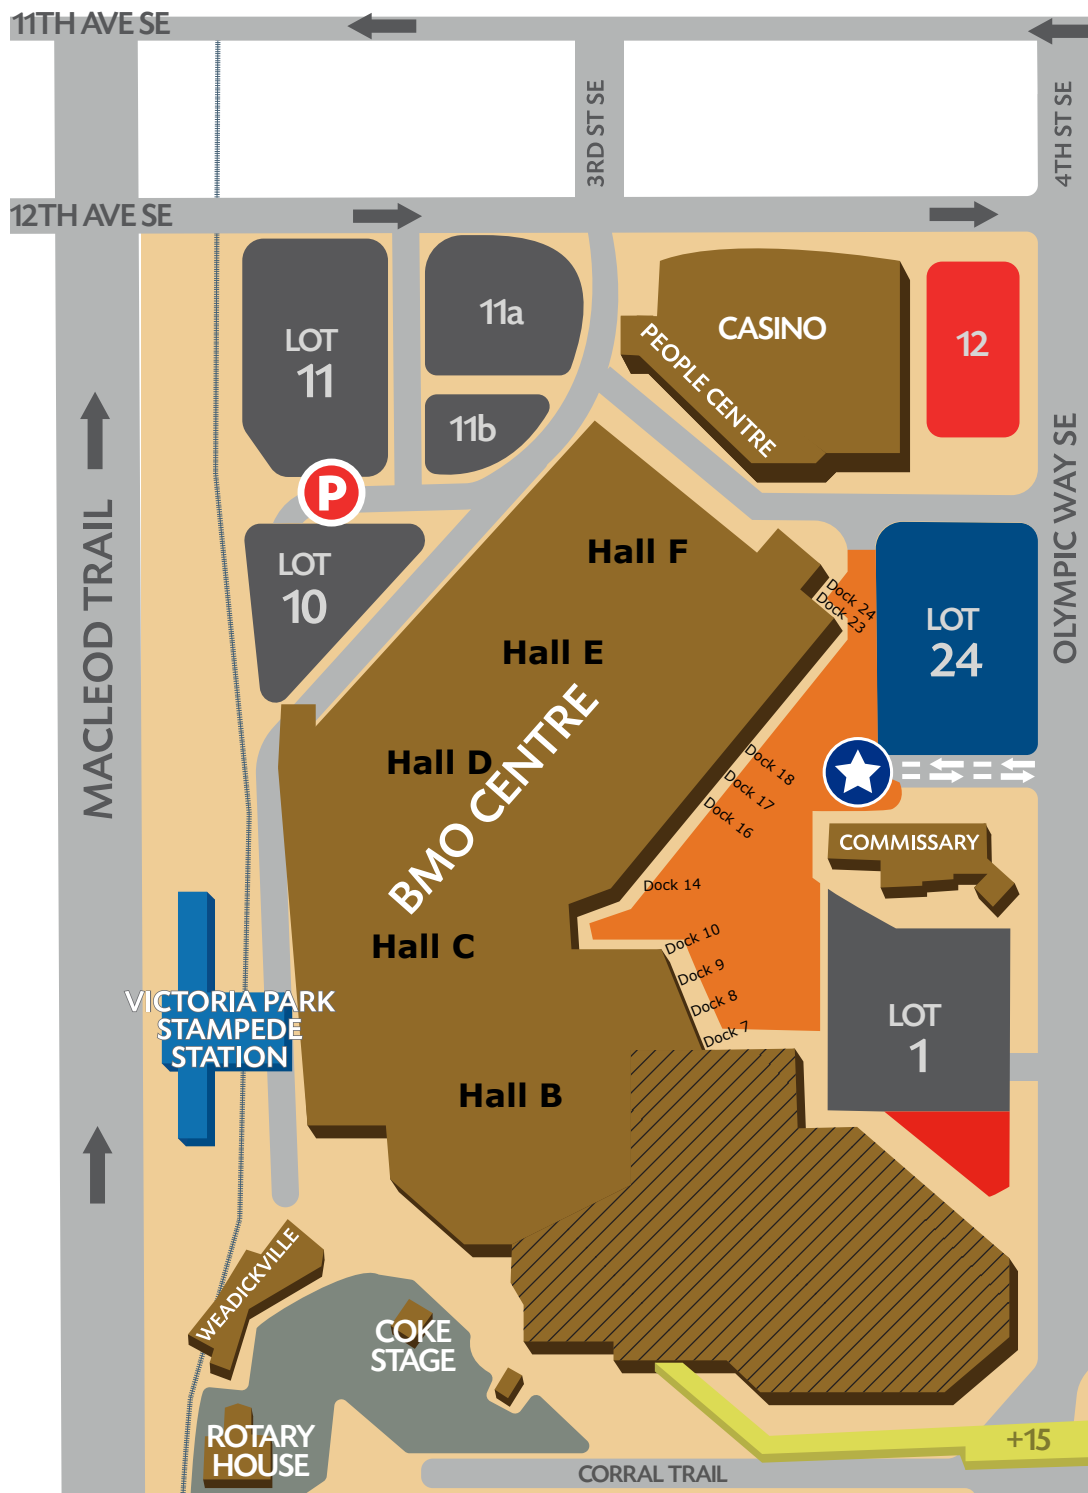 11TH AVE SE
3RD ST SE
4TH ST SE
12TH AVE SE
LOT
11
11a
11b
CASINO
PEOPLE CENTRE
12
P
MACLEOD TRAIL
OLYMPIC WAY SE
LOT
10
Hall F
Hall E
Hall D
BMO CENTRE
Hall C
Hall B
Dock 24
Dock 23
LOT
24
Dock 18
Dock 17
Dock 16
Dock 14
Dock 10
Dock 9
Dock 8
Dock 7
COMMISSARY
LOT
1
VICTORIA PARK
STAMPEDE
STATION
WEADICKVILLE
COKE
STAGE
ROTARY
HOUSE
+15
CORRAL TRAIL